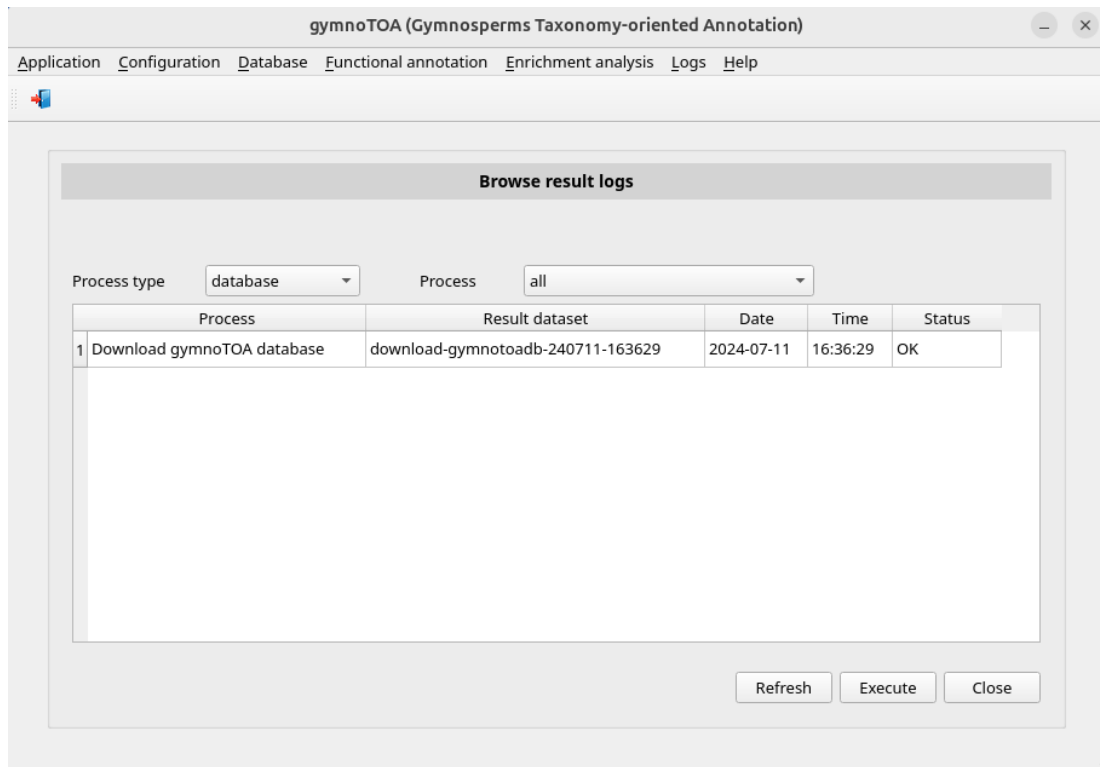 gymnoTOA (Gymnosperms Taxonomy-oriented Annotation)
Application Configuration Database Functional annotation Enrichment analysis Logs Help
Browse result logs
Process type database Process all
Process Result dataset Date Time Status
1 Download gymnoTOA database download-gymnotoadb-240711-163629 2024-07-11 16:36:29 OK
Refresh Execute Close